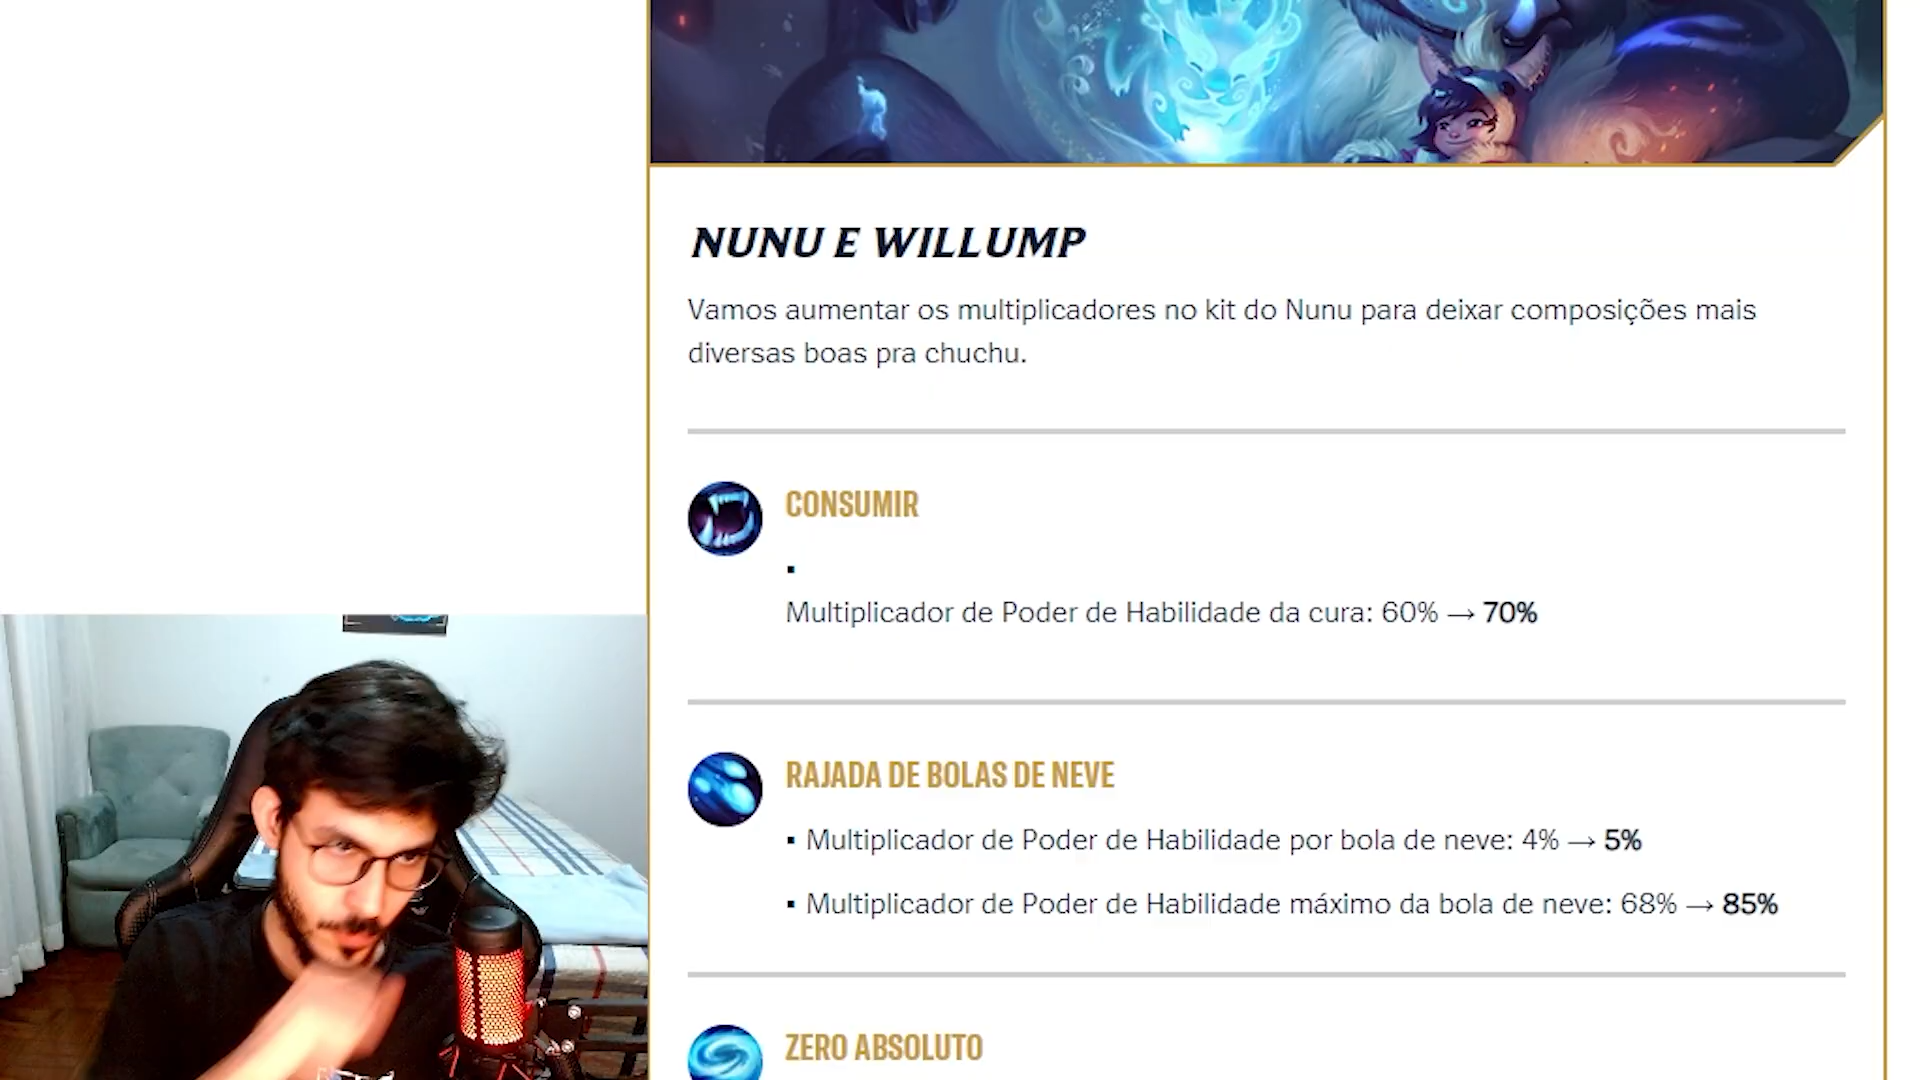 NUNU E WILLUMP
Vamos aumentar os multiplicadores no kit do Nunu para deixar composições mais
diversas boas pra chuchu.
CONSUMIR
▪
Multiplicador de Poder de Habilidade da cura: 60% → 70%
RAJADA DE BOLAS DE NEVE
▪ Multiplicador de Poder de Habilidade por bola de neve: 4% → 5%
▪ Multiplicador de Poder de Habilidade máximo da bola de neve: 68% → 85%
ZERO ABSOLUTO